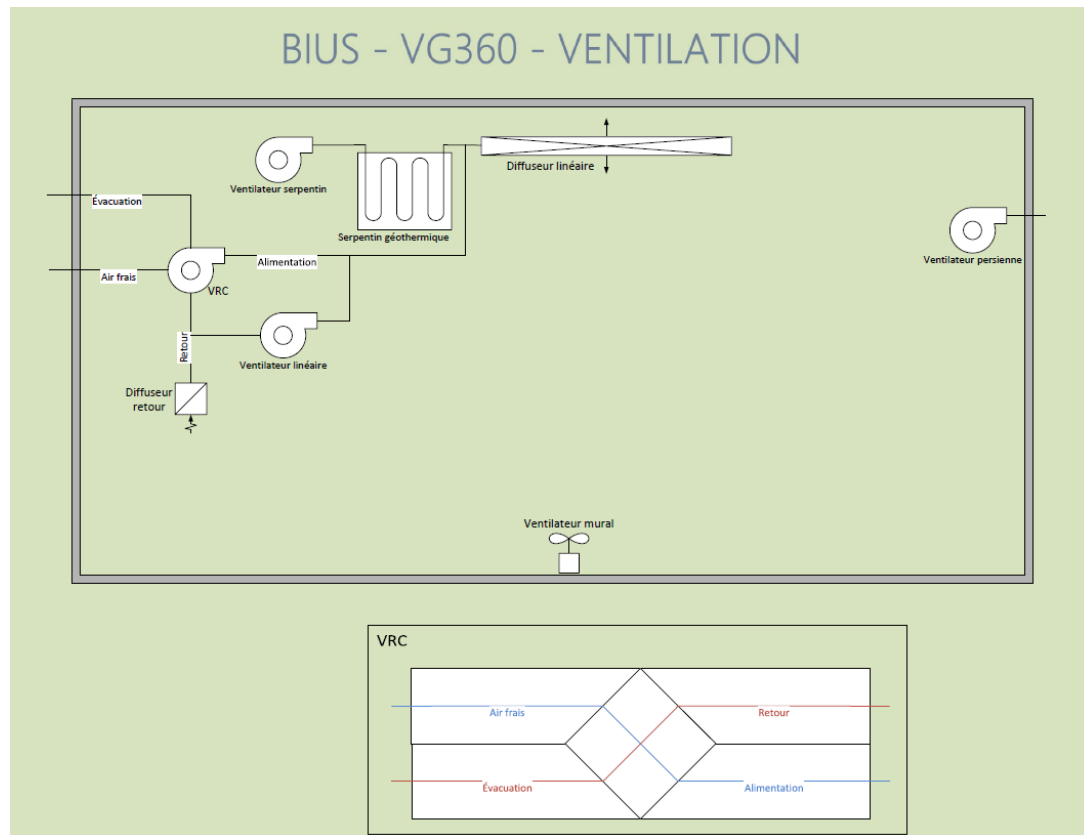 BIUS - VG360 - VENTILATION
Ventilateur serpentin
Serpentin géothermique
Diffuseur linéaire
Évacuation
Air frais
VRC
Alimentation
Ventilateur persienne
Retour
Ventilateur linéaire
Diffuseur
retour
Ventilateur mural
VRC
Air frais
Retour
Évacuation
Alimentation